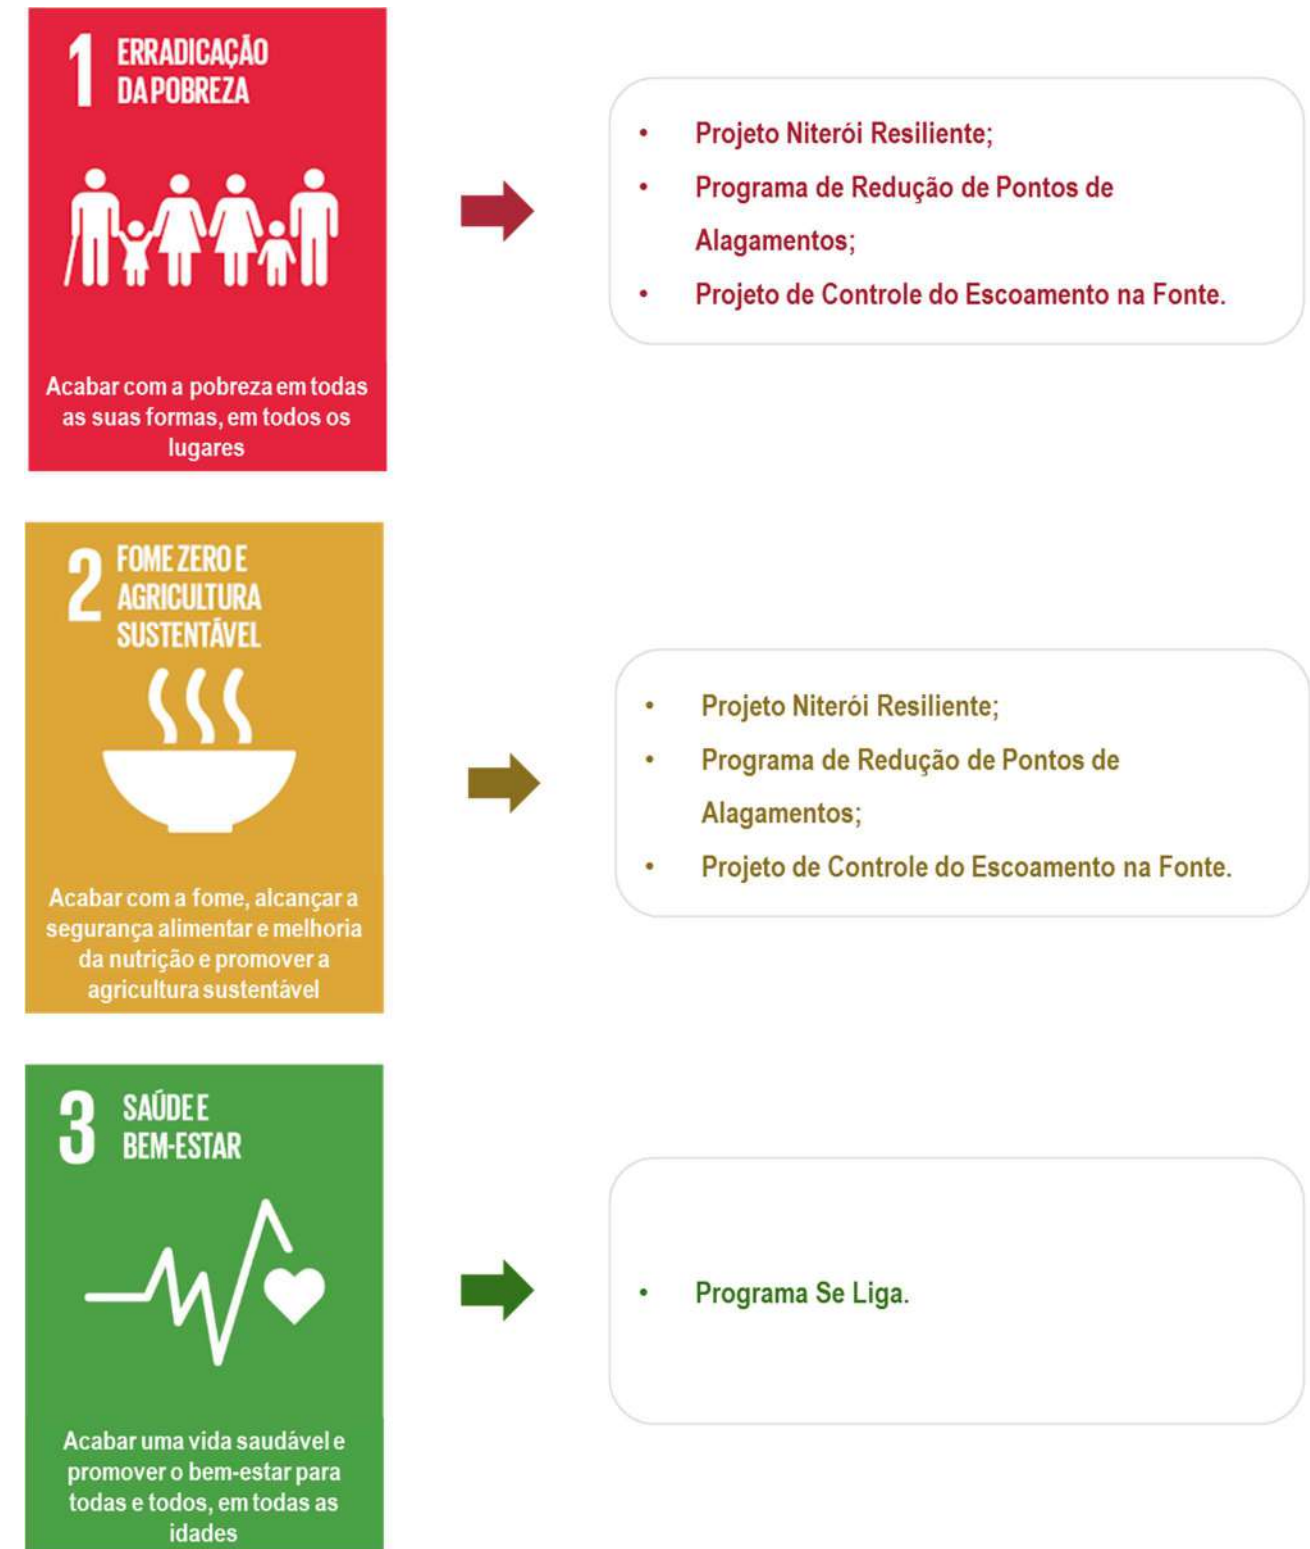 1 ERRADICAÇÃO
DA POBREZA
Acabar com a pobreza em todas
as suas formas, em todos os
lugares
• Projeto Niterói Resiliente;
• Programa de Redução de Pontos de
Alagamentos;
• Projeto de Controle do Escoamento na Fonte.
2 FOME ZERO E
AGRICULTURA
SUSTENTÁVEL
Acabar com a fome, alcançar a
segurança alimentar e melhoria
da nutrição e promover a
agricultura sustentável
• Projeto Niterói Resiliente;
• Programa de Redução de Pontos de
Alagamentos;
• Projeto de Controle do Escoamento na Fonte.
3 SAÚDE E
BEM-ESTAR
Acabar uma vida saudável e
promover o bem-estar para
todas e todos, em todas as
idades
• Programa Se Liga.